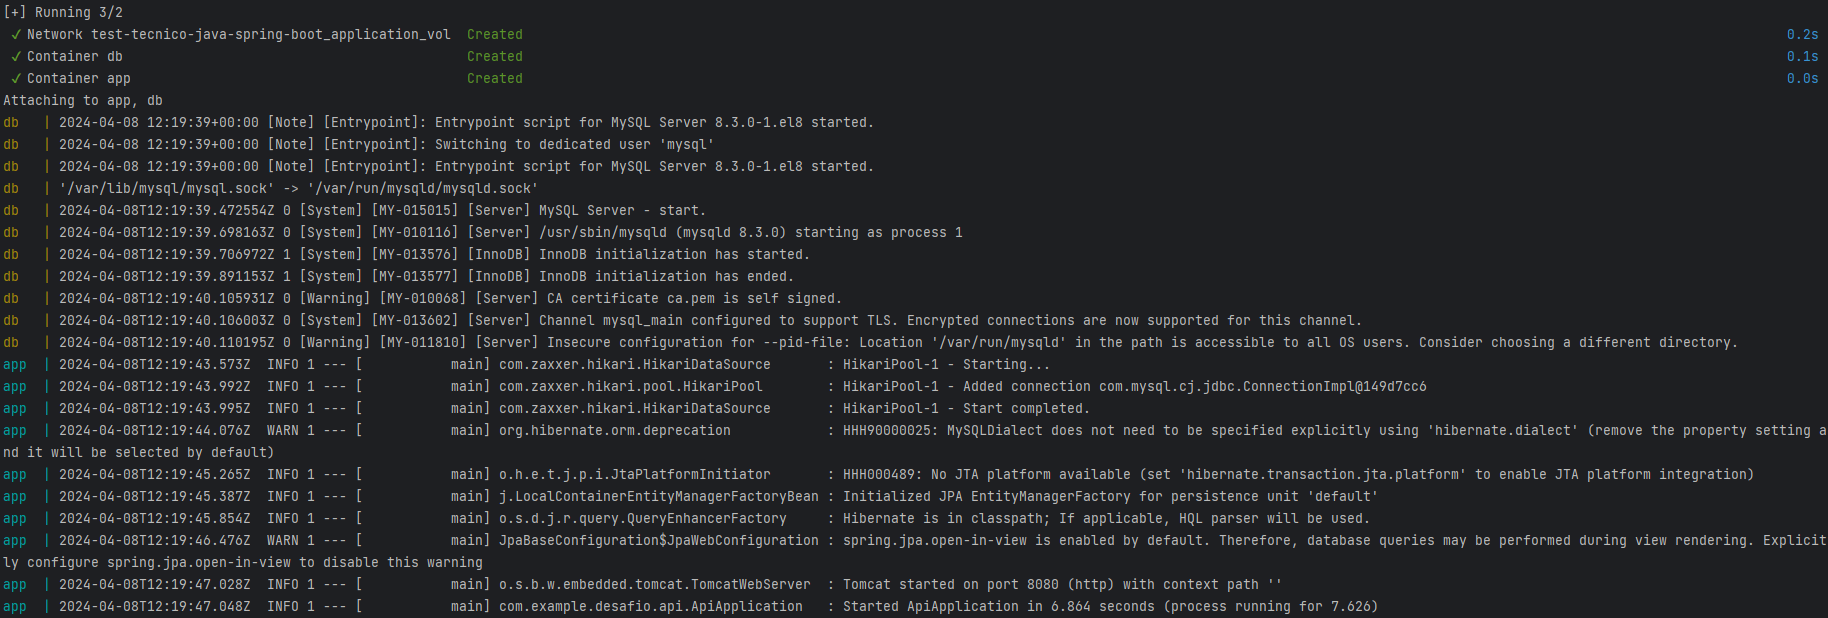 [+] Running 3/2
✓ Network test-tecnico-java-spring-boot_application_vol  Created  0.2s
✓ Container db  Created  0.1s
✓ Container app  Created  0.0s
Attaching to app, db
db   | 2024-04-08 12:19:39+00:00 [Note] [Entrypoint]: Entrypoint script for MySQL Server 8.3.0-1.el8 started.
db   | 2024-04-08 12:19:39+00:00 [Note] [Entrypoint]: Switching to dedicated user 'mysql'
db   | 2024-04-08 12:19:39+00:00 [Note] [Entrypoint]: Entrypoint script for MySQL Server 8.3.0-1.el8 started.
db   | '/var/lib/mysql/mysql.sock' -> '/var/run/mysqld/mysqld.sock'
db   | 2024-04-08T12:19:39.472554Z 0 [System] [MY-015015] [Server] MySQL Server - start.
db   | 2024-04-08T12:19:39.698163Z 0 [System] [MY-010116] [Server] /usr/sbin/mysqld (mysqld 8.3.0) starting as process 1
db   | 2024-04-08T12:19:39.706972Z 1 [System] [MY-013576] [InnoDB] InnoDB initialization has started.
db   | 2024-04-08T12:19:39.891153Z 1 [System] [MY-013577] [InnoDB] InnoDB initialization has ended.
db   | 2024-04-08T12:19:40.105931Z 0 [Warning] [MY-010068] [Server] CA certificate ca.pem is self signed.
db   | 2024-04-08T12:19:40.106003Z 0 [System] [MY-013602] [Server] Channel mysql_main configured to support TLS. Encrypted connections are now supported for this channel.
db   | 2024-04-08T12:19:40.110195Z 0 [Warning] [MY-011810] [Server] Insecure configuration for --pid-file: Location '/var/run/mysqld' in the path is accessible to all OS users. Consider choosing a different directory.
app  | 2024-04-08T12:19:43.573Z  INFO 1 --- [           main] com.zaxxer.hikari.HikariDataSource       : HikariPool-1 - Starting...
app  | 2024-04-08T12:19:43.992Z  INFO 1 --- [           main] com.zaxxer.hikari.pool.HikariPool        : HikariPool-1 - Added connection com.mysql.cj.jdbc.ConnectionImpl@149d7cc6
app  | 2024-04-08T12:19:43.995Z  INFO 1 --- [           main] com.zaxxer.hikari.HikariDataSource       : HikariPool-1 - Start completed.
app  | 2024-04-08T12:19:44.076Z  WARN 1 --- [           main] org.hibernate.orm.deprecation            : HHH90000025: MySQLDialect does not need to be specified explicitly using 'hibernate.dialect' (remove the property setting a
nd it will be selected by default)
app  | 2024-04-08T12:19:45.265Z  INFO 1 --- [           main] o.h.e.t.j.p.i.JtaPlatformInitiator       : HHH000489: No JTA platform available (set 'hibernate.transaction.jta.platform' to enable JTA platform integration)
app  | 2024-04-08T12:19:45.387Z  INFO 1 --- [           main] j.LocalContainerEntityManagerFactoryBean : Initialized JPA EntityManagerFactory for persistence unit 'default'
app  | 2024-04-08T12:19:45.854Z  INFO 1 --- [           main] o.s.d.j.r.query.QueryEnhancerFactory     : Hibernate is in classpath; If applicable, HQL parser will be used.
app  | 2024-04-08T12:19:46.476Z  WARN 1 --- [           main] JpaBaseConfiguration$JpaWebConfiguration : spring.jpa.open-in-view is enabled by default. Therefore, database queries may be performed during view rendering. Explicit
ly configure spring.jpa.open-in-view to disable this warning
app  | 2024-04-08T12:19:47.028Z  INFO 1 --- [           main] o.s.b.w.embedded.tomcat.TomcatWebServer  : Tomcat started on port 8080 (http) with context path ''
app  | 2024-04-08T12:19:47.048Z  INFO 1 --- [           main] com.example.desafio.api.ApiApplication   : Started ApiApplication in 6.864 seconds (process running for 7.626)